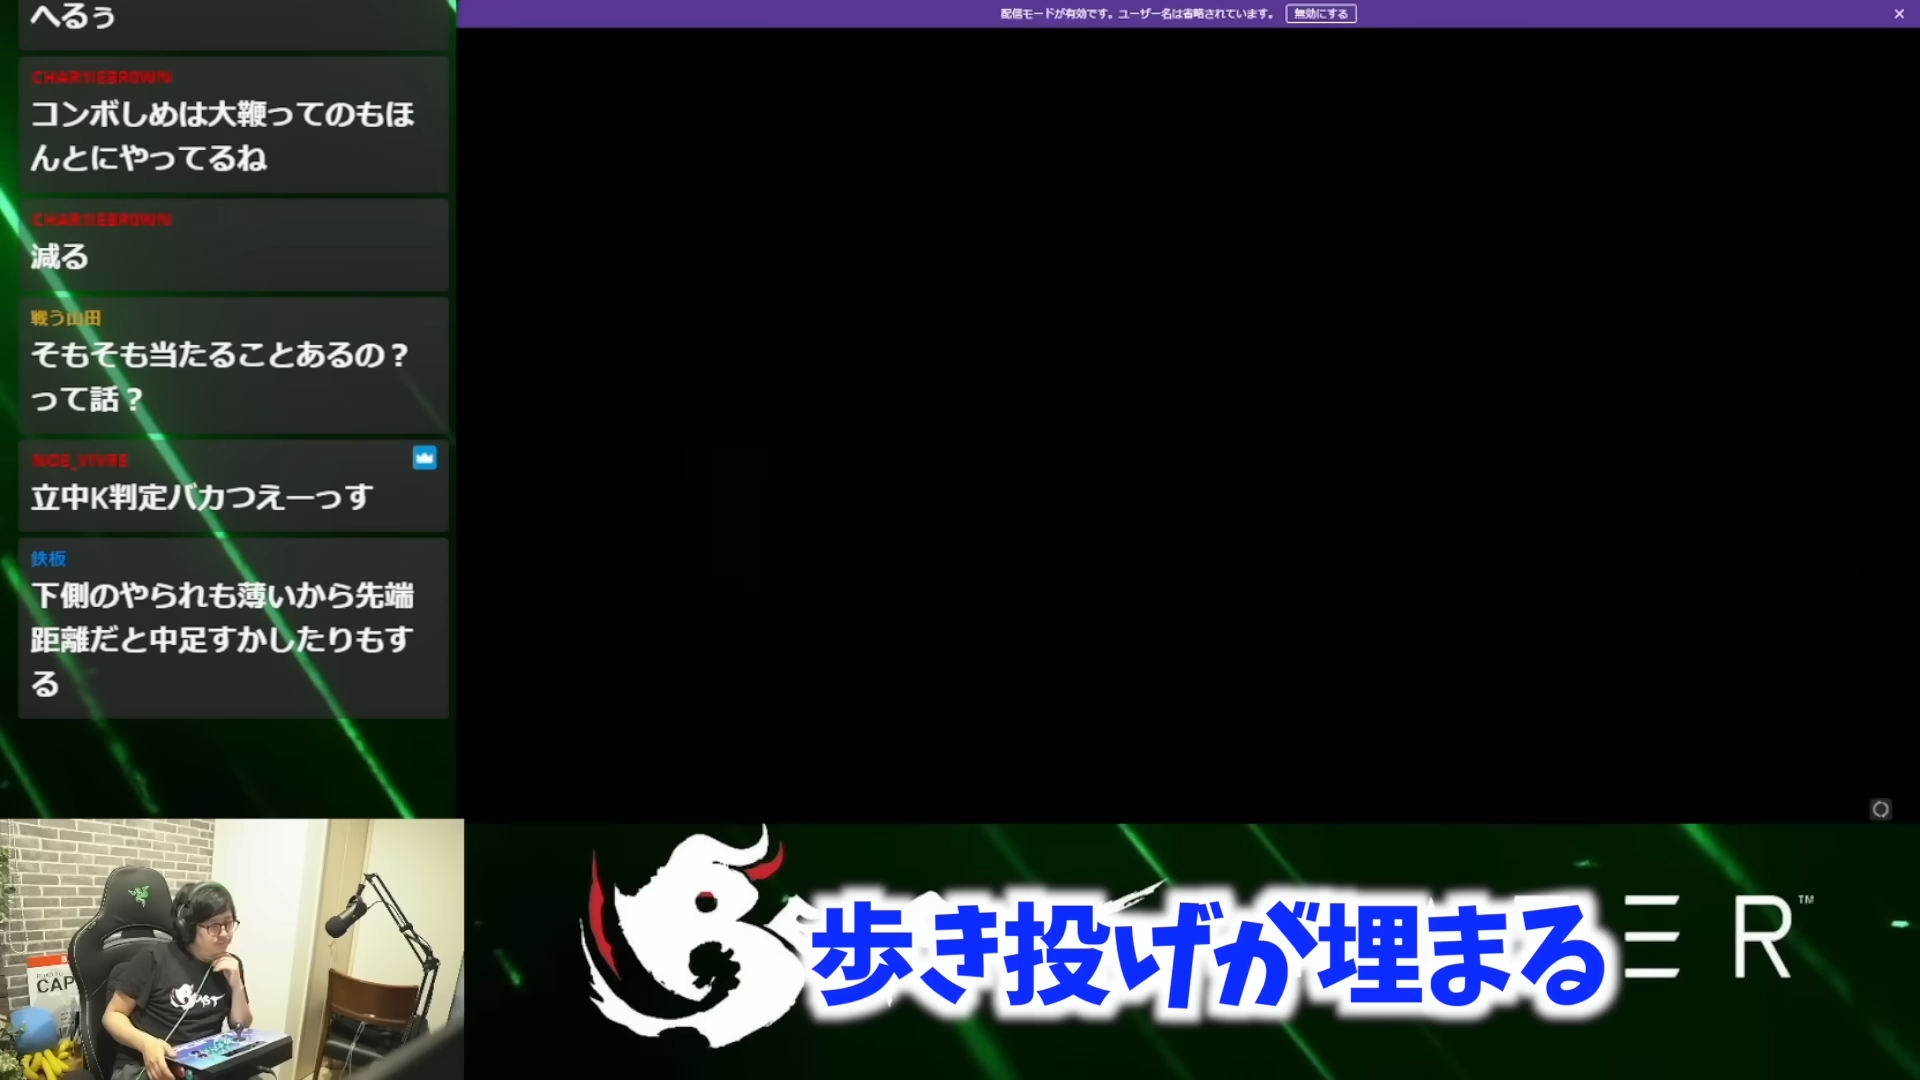 へるぅ
CHARIIEBROWN
コンボしめは大鞭ってのもほ
んとにやってるね
CHARIIEBROWN
減る
戦う山田
そもそも当たることあるの？
って話？
NOE_VIVRE
立中K判定バカつえーっす
鉄板
下側のやられも薄いから先端
距離だと中足すかしたりもす
る
配信モードが有効です。ユーザー名は省略されています。 無効にする
歩き投げが埋まる
ER™
CAP